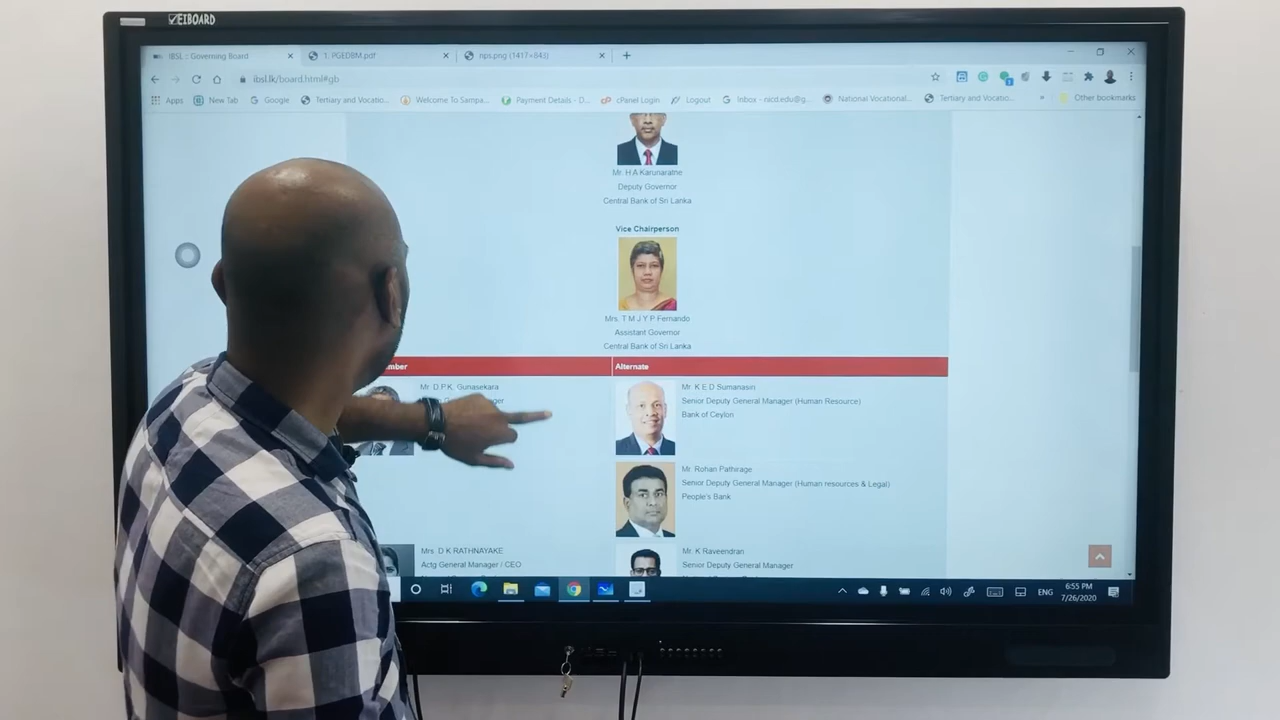 EIBOARD
IBSL :: Governing Board
1. PGEDBM.pdf
nps.png (1417×843)
ibsl.lk/board.html#gb
Apps
New Tab
Google
Tertiary and Vocatio...
Welcome To Sampa...
Payment Details - D...
cPanel Login
Logout
Inbox - nicd.edu@g...
National Vocational...
Tertiary and Vocatio...
»
Other bookmarks
Mr. H A Karunaratne
Deputy Governor
Central Bank of Sri Lanka
Vice Chairperson
Mrs. T M J Y P Fernando
Assistant Governor
Central Bank of Sri Lanka
Alternate
Mr. D.P.K. Gunasekara
Mr. K E D Sumanasiri
Senior Deputy General Manager (Human Resource)
Bank of Ceylon
Mr. Rohan Pathirage
Senior Deputy General Manager (Human resources & Legal)
People's Bank
Mrs. D K RATHNAYAKE
Actg General Manager / CEO
Mr. K Raveendran
Senior Deputy General Manager
ENG
6:55 PM
7/26/2020